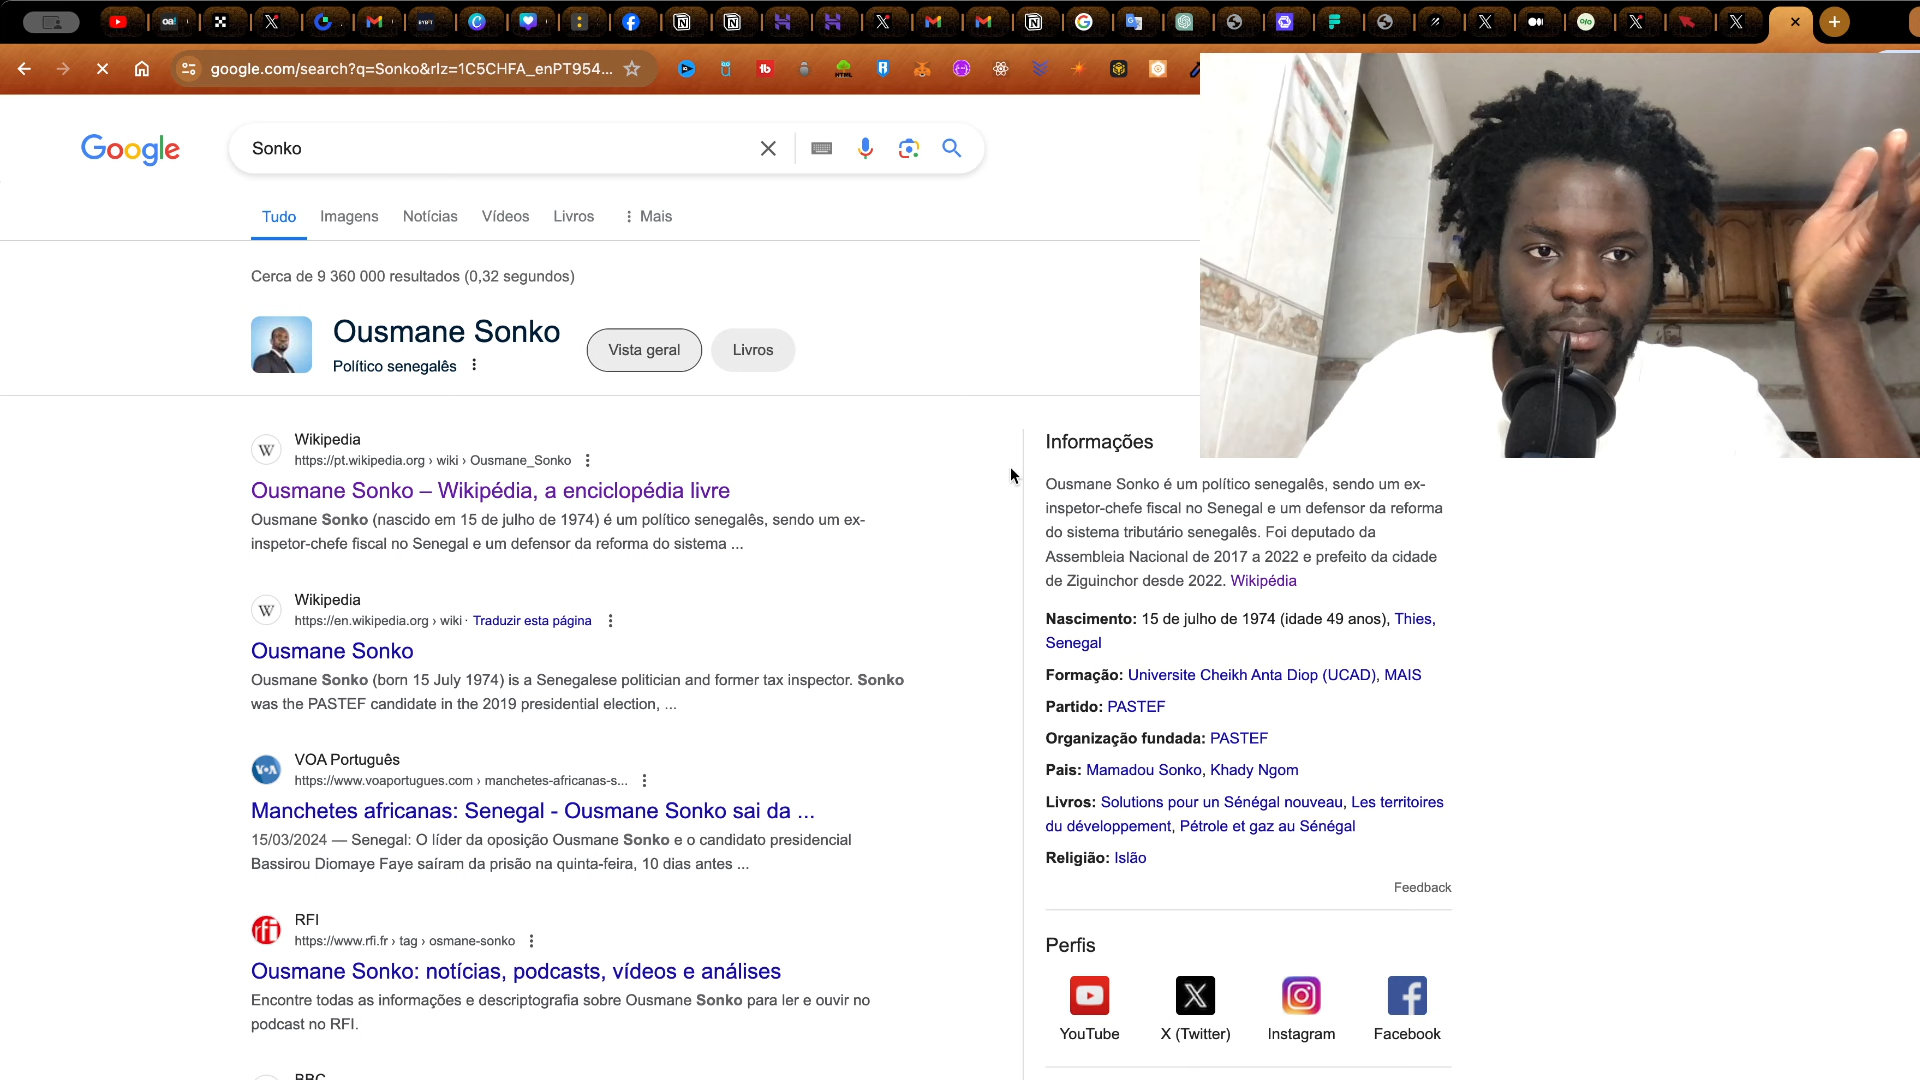 google.com/search?q=Sonko&rlz=1C5CHFA_enPT954...
Google
Sonko
Tudo Imagens Notícias Vídeos Livros Mais
Cerca de 9 360 000 resultados (0,32 segundos)
Ousmane Sonko
Político senegalês
Vista geral Livros
Wikipedia
https://pt.wikipedia.org › wiki › Ousmane_Sonko
Ousmane Sonko – Wikipédia, a enciclopédia livre
Ousmane Sonko (nascido em 15 de julho de 1974) é um político senegalês, sendo um ex-
inspetor-chefe fiscal no Senegal e um defensor da reforma do sistema ...
Wikipedia
https://en.wikipedia.org › wiki · Traduzir esta página
Ousmane Sonko
Ousmane Sonko (born 15 July 1974) is a Senegalese politician and former tax inspector. Sonko
was the PASTEF candidate in the 2019 presidential election, ...
VOA Português
https://www.voaportugues.com › manchetes-africanas-s...
Manchetes africanas: Senegal - Ousmane Sonko sai da ...
15/03/2024 — Senegal: O líder da oposição Ousmane Sonko e o candidato presidencial
Bassirou Diomaye Faye saíram da prisão na quinta-feira, 10 dias antes ...
RFI
https://www.rfi.fr › tag › osmane-sonko
Ousmane Sonko: notícias, podcasts, vídeos e análises
Encontre todas as informações e descriptografia sobre Ousmane Sonko para ler e ouvir no
podcast no RFI.
BBC
Informações
Ousmane Sonko é um político senegalês, sendo um ex-
inspetor-chefe fiscal no Senegal e um defensor da reforma
do sistema tributário senegalês. Foi deputado da
Assembleia Nacional de 2017 a 2022 e prefeito da cidade
de Ziguinchor desde 2022. Wikipédia
Nascimento: 15 de julho de 1974 (idade 49 anos), Thies,
Senegal
Formação: Universite Cheikh Anta Diop (UCAD), MAIS
Partido: PASTEF
Organização fundada: PASTEF
Pais: Mamadou Sonko, Khady Ngom
Livros: Solutions pour un Sénégal nouveau, Les territoires
du développement, Pétrole et gaz au Sénégal
Religião: Islão
Feedback
Perfis
YouTube X (Twitter) Instagram Facebook